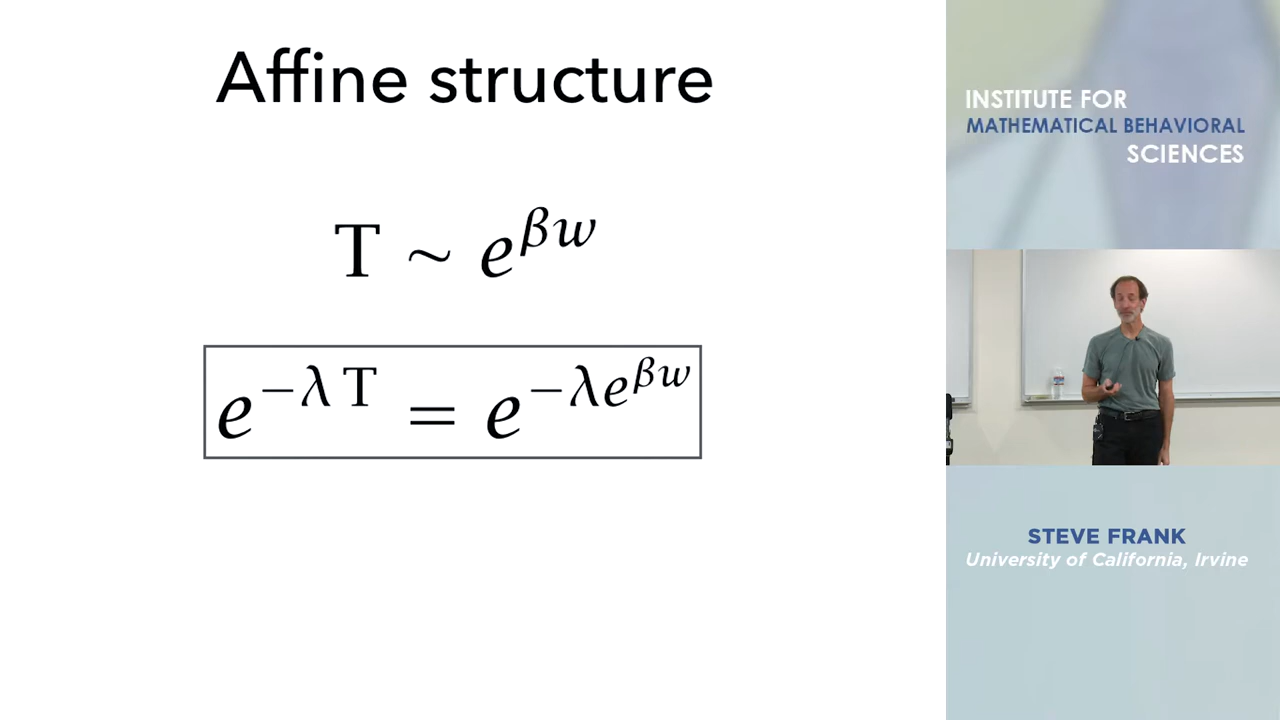 Affine structure
T ~ e^{βw}
e^{−λT} = e^{−λe^{βw}}
INSTITUTE FOR
MATHEMATICAL BEHAVIORAL
SCIENCES
STEVE FRANK
University of California, Irvine